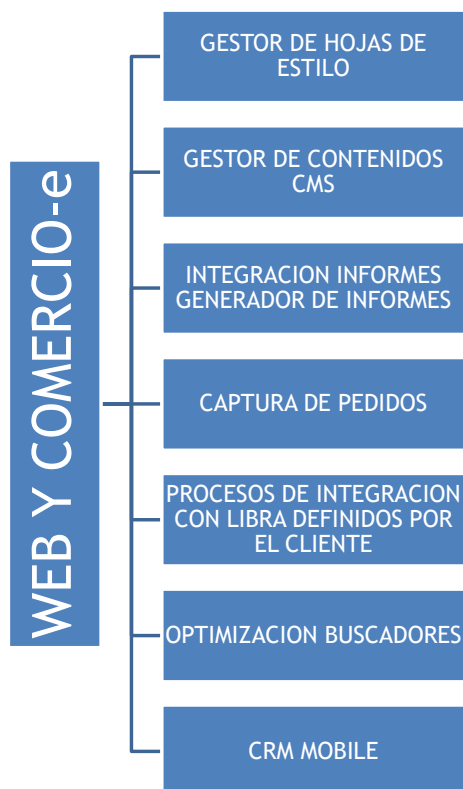 WEB Y COMERCIO-e
GESTOR DE HOJAS DE
ESTILO
GESTOR DE CONTENIDOS
CMS
INTEGRACION INFORMES
GENERADOR DE INFORMES
CAPTURA DE PEDIDOS
PROCESOS DE INTEGRACION
CON LIBRA DEFINIDOS POR
EL CLIENTE
OPTIMIZACION BUSCADORES
CRM MOBILE